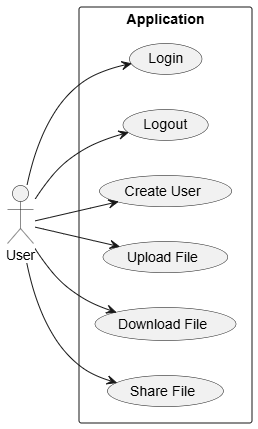 Application
Login
Logout
Create User
User
Upload File
Download File
Share File